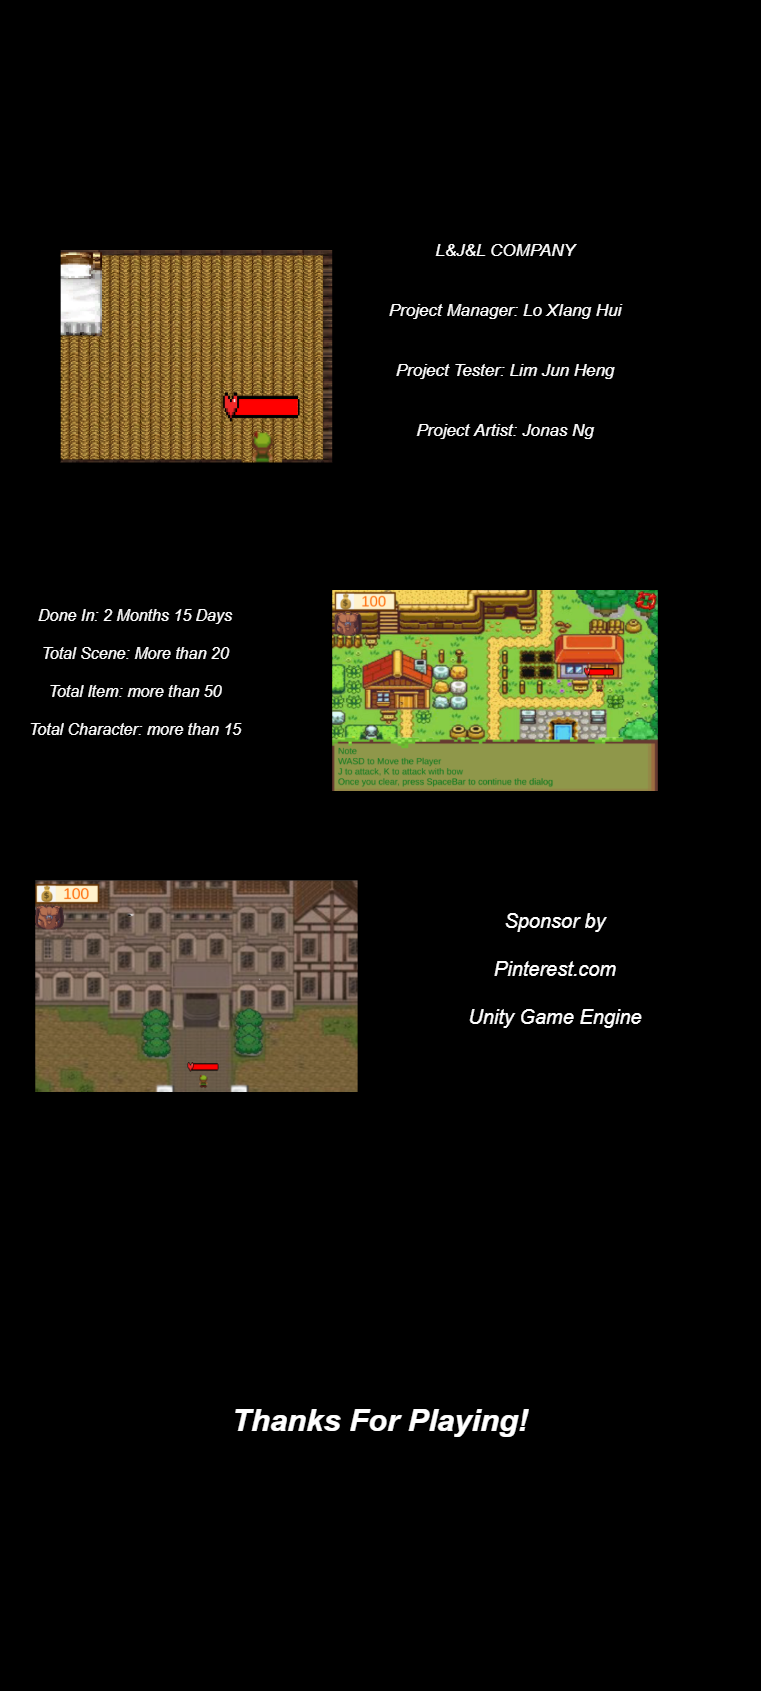 L&J&L COMPANY
Project Manager: Lo XIang Hui
Project Tester: Lim Jun Heng
Project Artist: Jonas Ng
Done In: 2 Months 15 Days
Total Scene: More than 20
Total Item: more than 50
Total Character: more than 15
100
Note
WASD to Move the Player
J to attack, K to attack with bow
Once you clear, press SpaceBar to continue the dialog
100
Sponsor by
Pinterest.com
Unity Game Engine
Thanks For Playing!